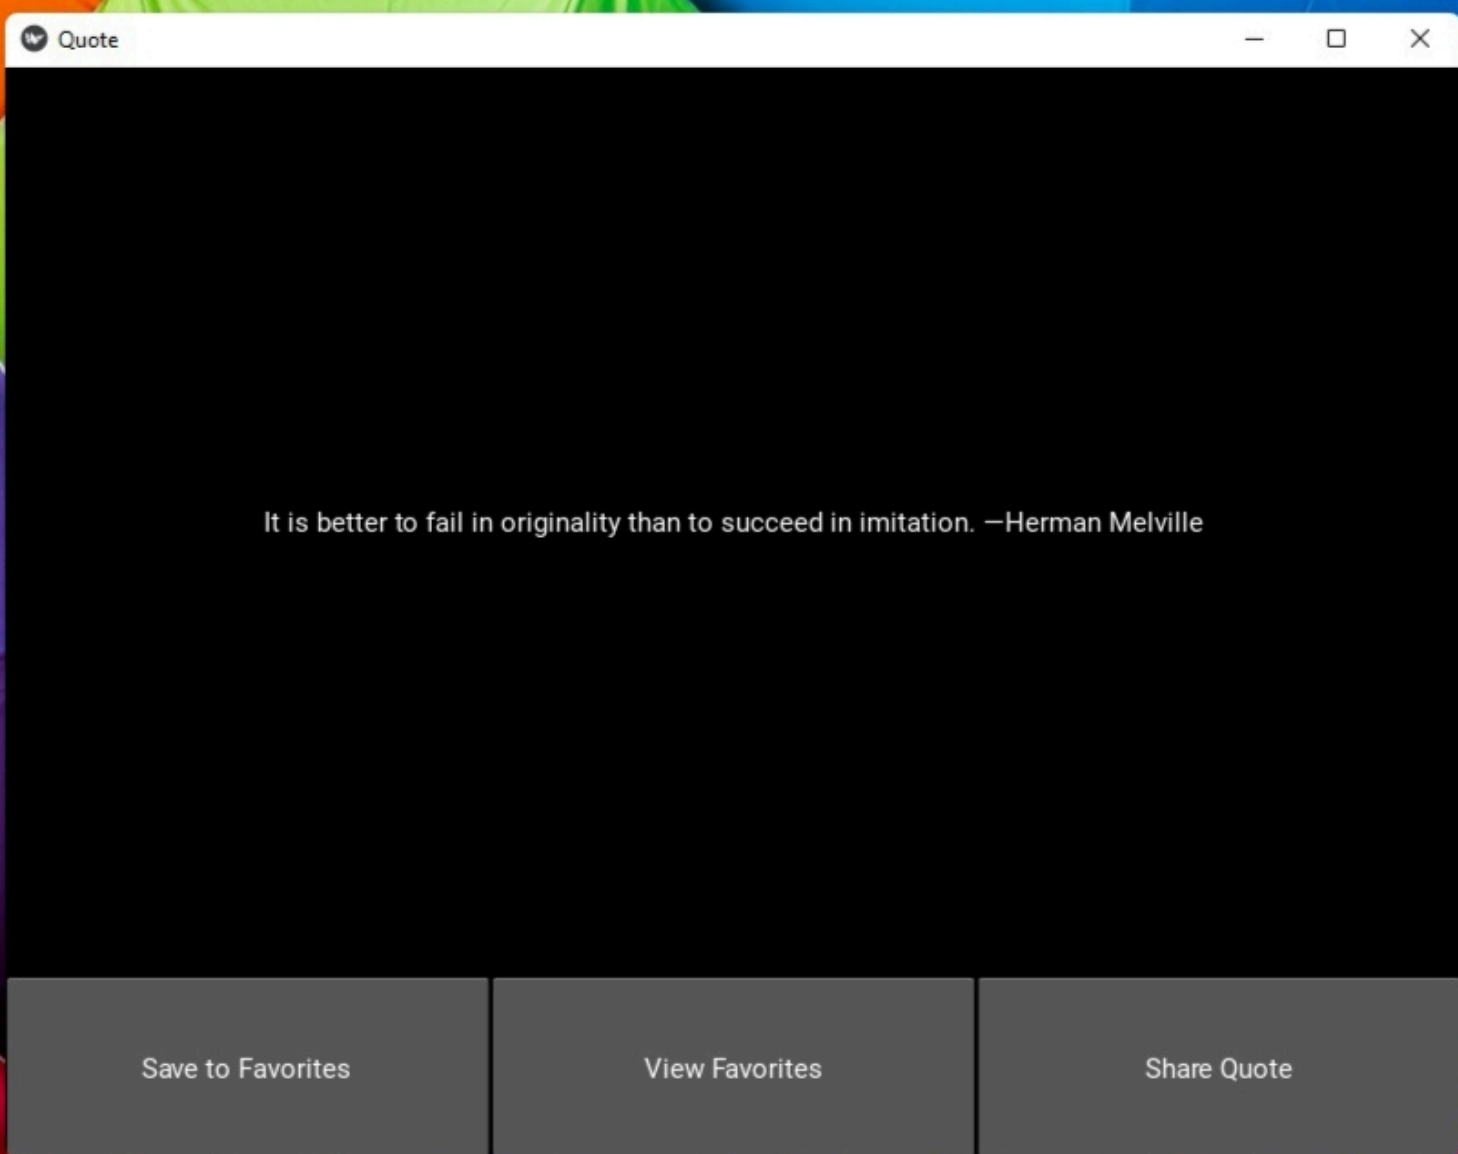 Quote
It is better to fail in originality than to succeed in imitation. —Herman Melville
Save to Favorites
View Favorites
Share Quote